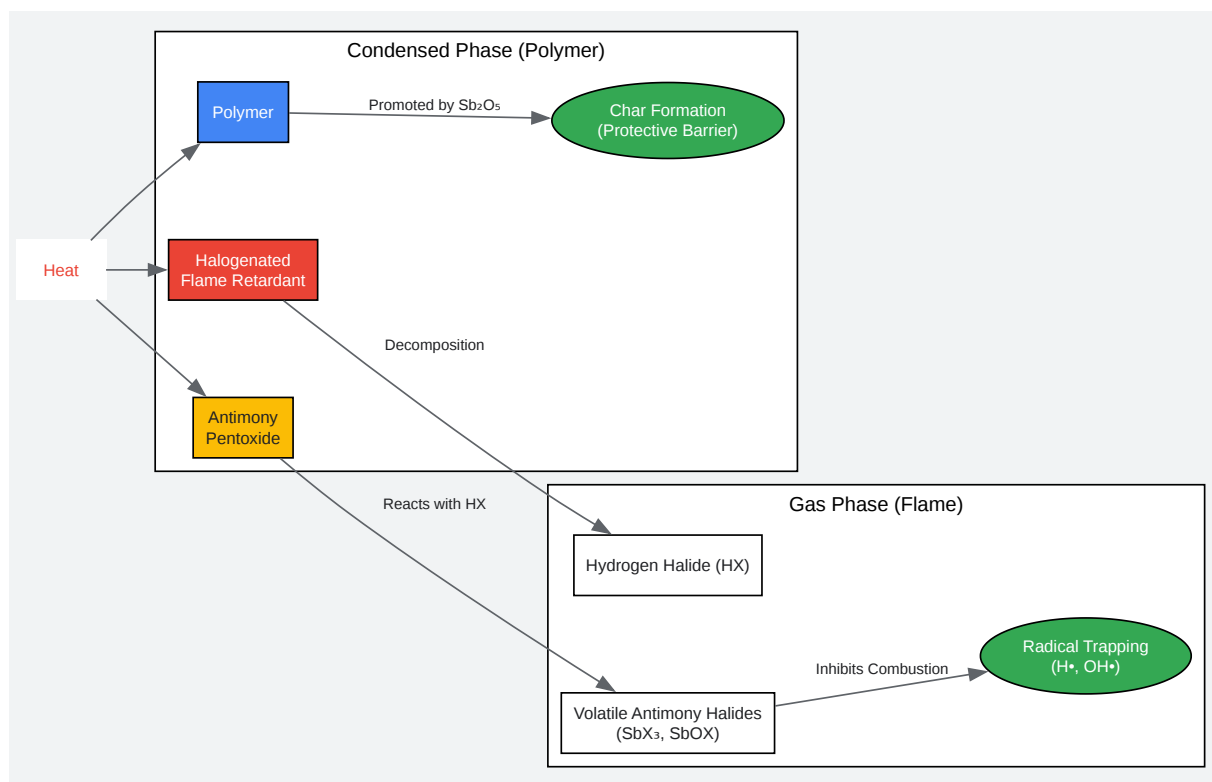 Condensed Phase (Polymer)
Polymer
Promoted by Sb₂O₅
Char Formation
(Protective Barrier)
Heat
Halogenated
Flame Retardant
Decomposition
Antimony
Pentoxide
Reacts with HX
Gas Phase (Flame)
Hydrogen Halide (HX)
Radical Trapping
(H•, OH•)
Inhibits Combustion
Volatile Antimony Halides
(SbX₃, SbOX)